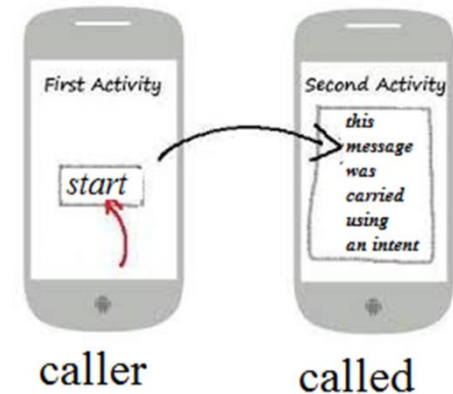 First Activity
start
caller
Second Activity
this
message
was
carried
using
an intent
called